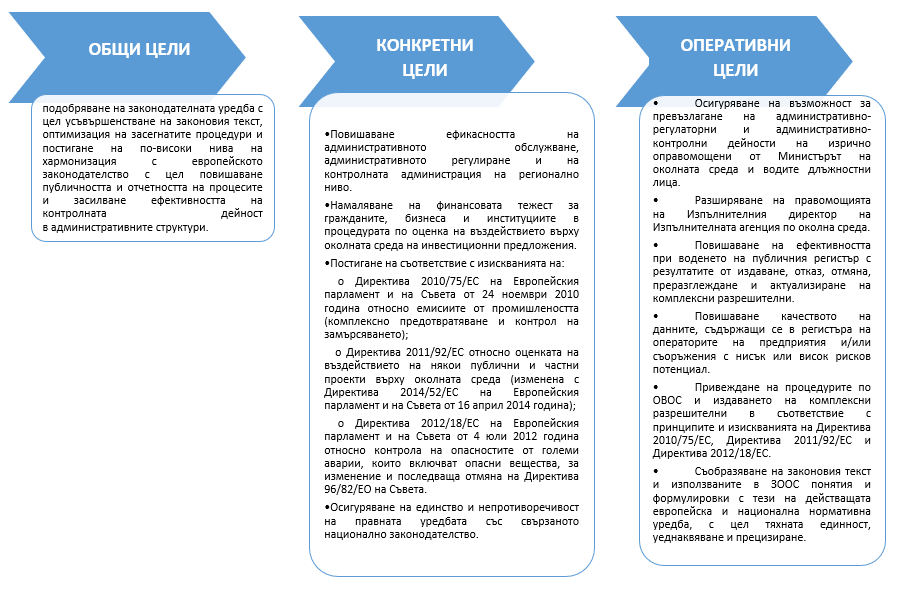 ОБЩИ ЦЕЛИ
подобряване на законодателната уредба с
цел усъвършенстване на законовия текст,
оптимизация на засегнатите процедури и
постигане на по-високи нива на
хармонизация с европейското
законодателство с цел повишаване
публичността и отчетността на процесите
и засилване ефективността на
контролната дейност
в административните структури.
КОНКРЕТНИ
ЦЕЛИ
•Повишаване ефикасността на
административното обслужване,
административното регулиране и на
контролната администрация на регионално
ниво.
•Намаляване на финансовата тежест за
гражданите, бизнеса и институциите в
процедурата по оценка на въздействието върху
околната среда на инвестиционни предложения.
•Постигане на съответствие с изискванията на:
o Директива 2010/75/ЕС на Европейския
парламент и на Съвета от 24 ноември 2010
година относно емисиите от промишлеността
(комплексно предотвратяване и контрол на
замърсяването);
o Директива 2011/92/ЕС относно оценката на
въздействието на някои публични и частни
проекти върху околната среда (изменена с
Директива 2014/52/ЕС на Европейския
парламент и на Съвета от 16 април 2014 година);
o Директива 2012/18/ЕС на Европейския
парламент и на Съвета от 4 юли 2012 година
относно контрола на опасностите от големи
аварии, които включват опасни вещества, за
изменение и последваща отмяна на Директива
96/82/ЕО на Съвета.
•Осигуряване на единство и непротиворечивост
на правната уредбата със свързаното
национално законодателство.
ОПЕРАТИВНИ
ЦЕЛИ
• Осигуряване на възможност за
превъзлагане на административно-
регулаторни и административно-
контролни дейности на изрично
оправомощени от Министърът на
околната среда и водите длъжностни
лица.
• Разширяване на правомощията
на Изпълнителния директор на
Изпълнителната агенция по околна среда.
• Повишаване на ефективността
при воденето на публичния регистър с
резултатите от издаване, отказ, отмяна,
преразглеждане и актуализиране на
комплексни разрешителни.
• Повишаване качеството на
данните, съдържащи се в регистъра на
операторите на предприятия и/или
съоръжения с нисък или висок рисков
потенциал.
• Привеждане на процедурите по
ОВОС и издаването на комплексни
разрешителни в съответствие с
принципите и изискванията на Директива
2010/75/ЕС, Директива 2011/92/ЕС и
Директива 2012/18/ЕС.
• Съобразяване на законовия текст
и използваните в ЗООС понятия и
формулировки с тези на действащата
европейска и национална нормативна
уредба, с цел тяхната единност,
уеднаквяване и прецизиране.